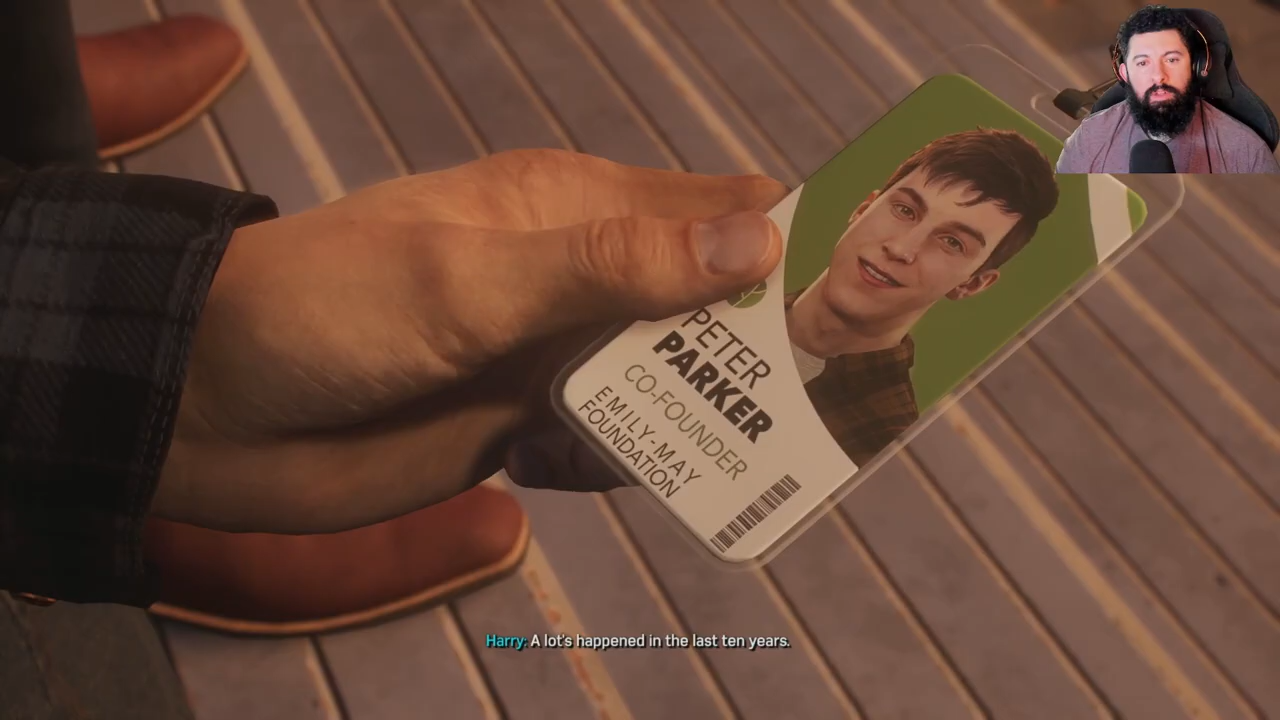 PETER
PARKER
CO-FOUNDER
EMILY-MAY
FOUNDATION
Harry: A lot's happened in the last ten years.